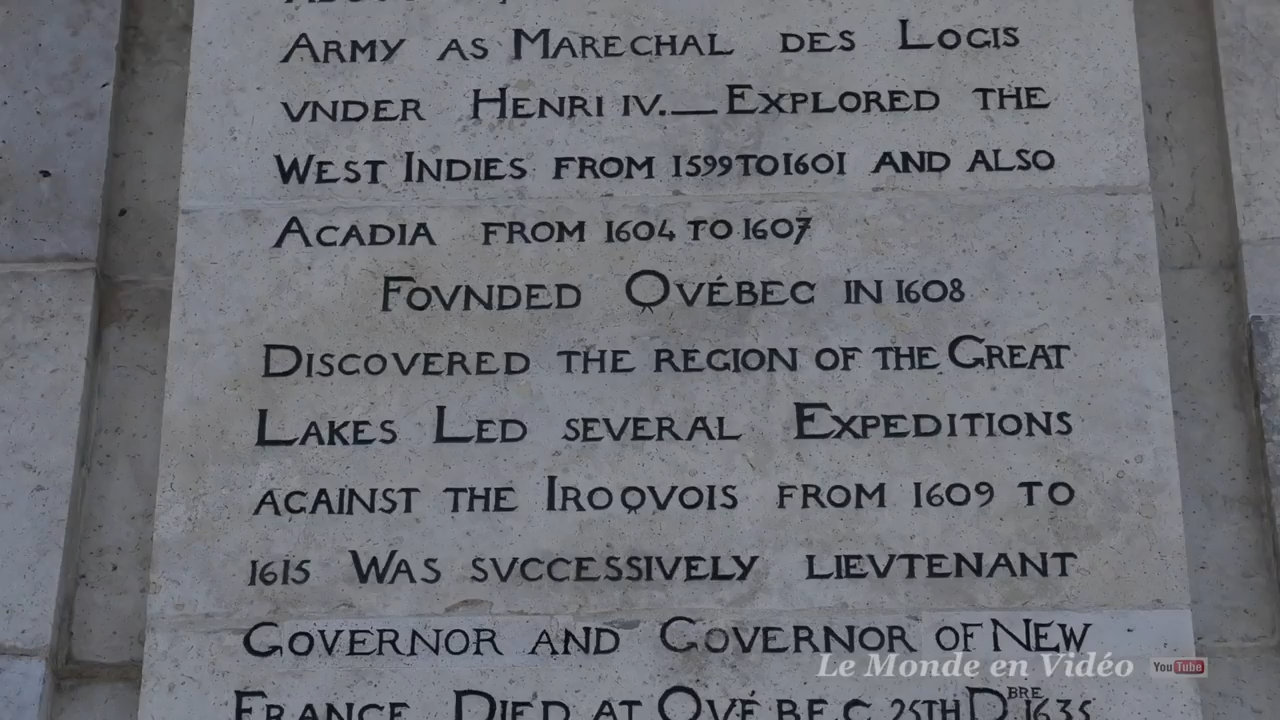 ARMY AS MARECHAL DES LOGIS
VNDER HENRI IV.—EXPLORED THE
WEST INDIES FROM 1599 TO 1601 AND ALSO
ACADIA FROM 1604 TO 1607
FOVNDED QVÉBEC IN 1608
DISCOVERED THE REGION OF THE GREAT
LAKES LED SEVERAL EXPEDITIONS
AGAINST THE IROQVOIS FROM 1609 TO
1615 WAS SVCCESSIVELY LIEVTENANT
GOVERNOR AND GOVERNOR OF NEW
FRANCE DIED AT QVÉBEC 25TH DBRE 1635
Le Monde en Vidéo YouTube